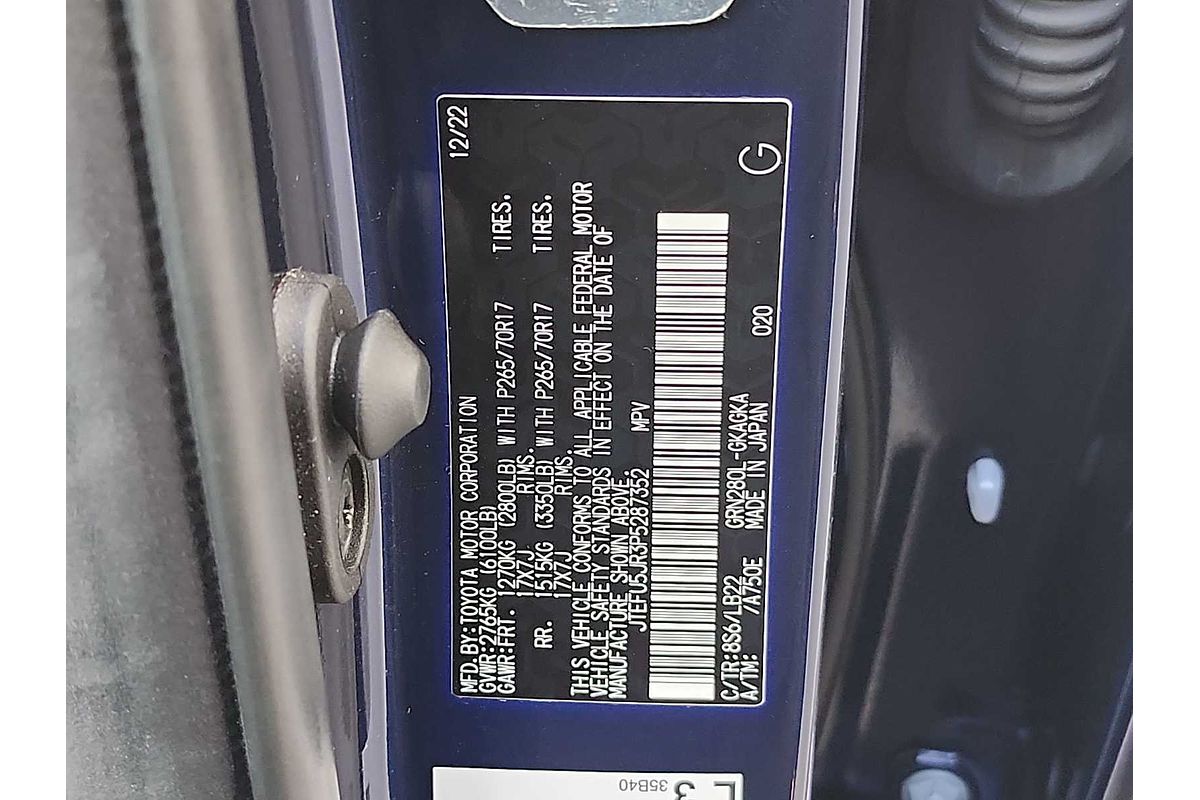 MFD. BY:TOYOTA MOTOR CORPORATION 12/22
GVWR:2765KG (6100LB)
GAWR:FRT. 1270KG (2800LB) WITH P265/70R17 TIRES.
17X7J RIMS.
RR. 1515KG (3350LB) WITH P265/70R17 TIRES.
17X7J RIMS.
THIS VEHICLE CONFORMS TO ALL APPLICABLE FEDERAL MOTOR
VEHICLE SAFETY STANDARDS IN EFFECT ON THE DATE OF
MANUFACTURE SHOWN ABOVE.
JTEFU5JR3P5287352 MPV
C/TR:8S6/LB22 GRN280L-GKAGKA 020 G
A/TM: /A750E MADE IN JAPAN
35B40